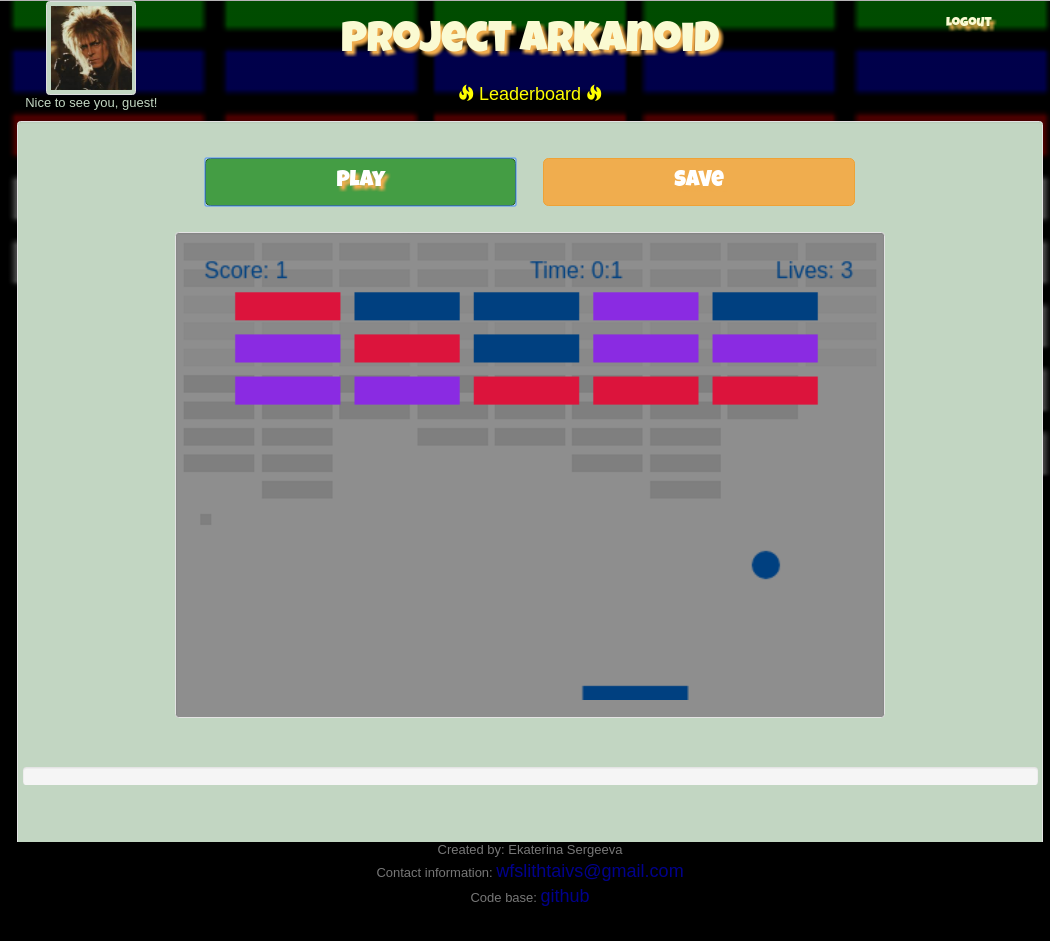 PROJECT ARKANOID
LOGOUT
Leaderboard
Nice to see you, guest!
PLAY
SAVE
Score: 1
Time: 0:1
Lives: 3
Created by: Ekaterina Sergeeva
Contact information: wfslithtaivs@gmail.com
Code base: github